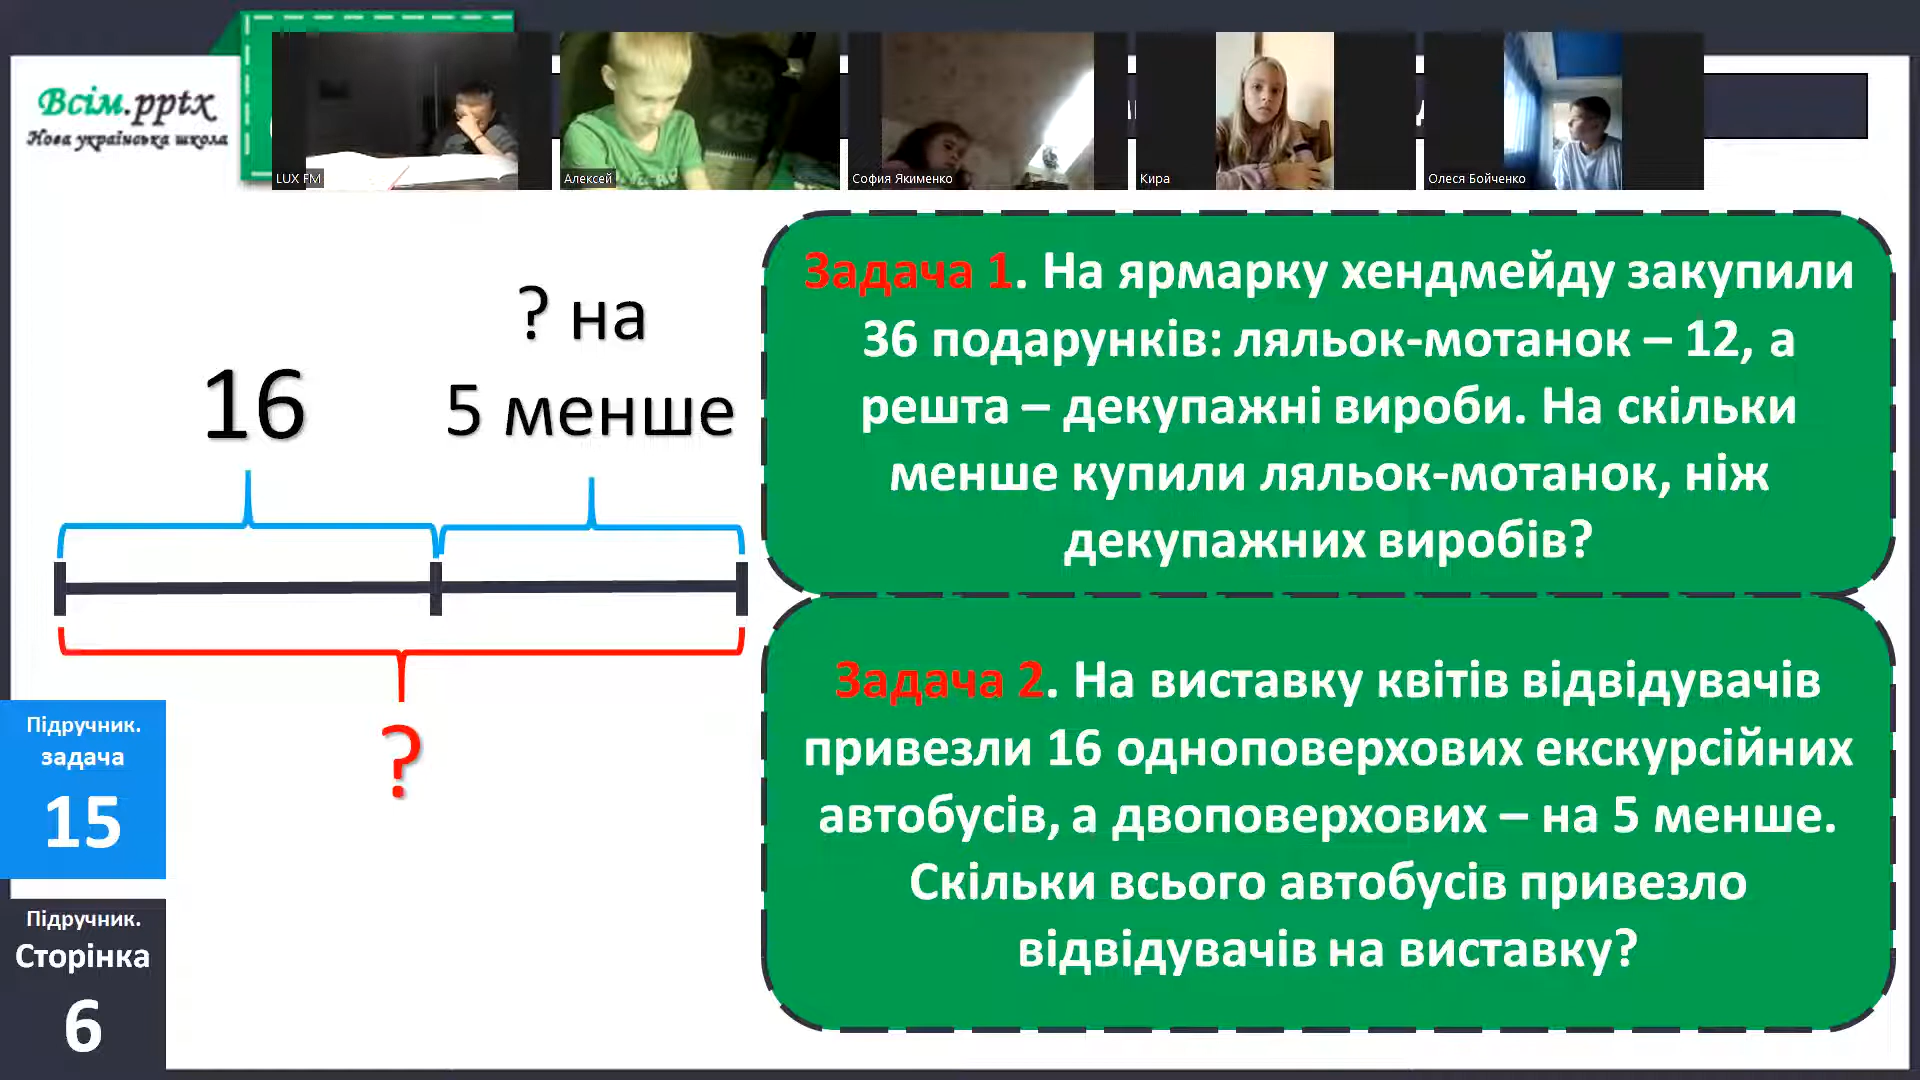 Всім.pptx
Нова українська школа
LUX FM
Алексей
София Якименко
Кира
Олеся Бойченко
? на
16
5 менше
?
Підручник.
задача
15
Підручник.
Сторінка
6
Задача 1. На ярмарку хендмейду закупили
36 подарунків: ляльок-мотанок – 12, а
решта – декупажні вироби. На скільки
менше купили ляльок-мотанок, ніж
декупажних виробів?
Задача 2. На виставку квітів відвідувачів
привезли 16 одноповерхових екскурсійних
автобусів, а двоповерхових – на 5 менше.
Скільки всього автобусів привезло
відвідувачів на виставку?